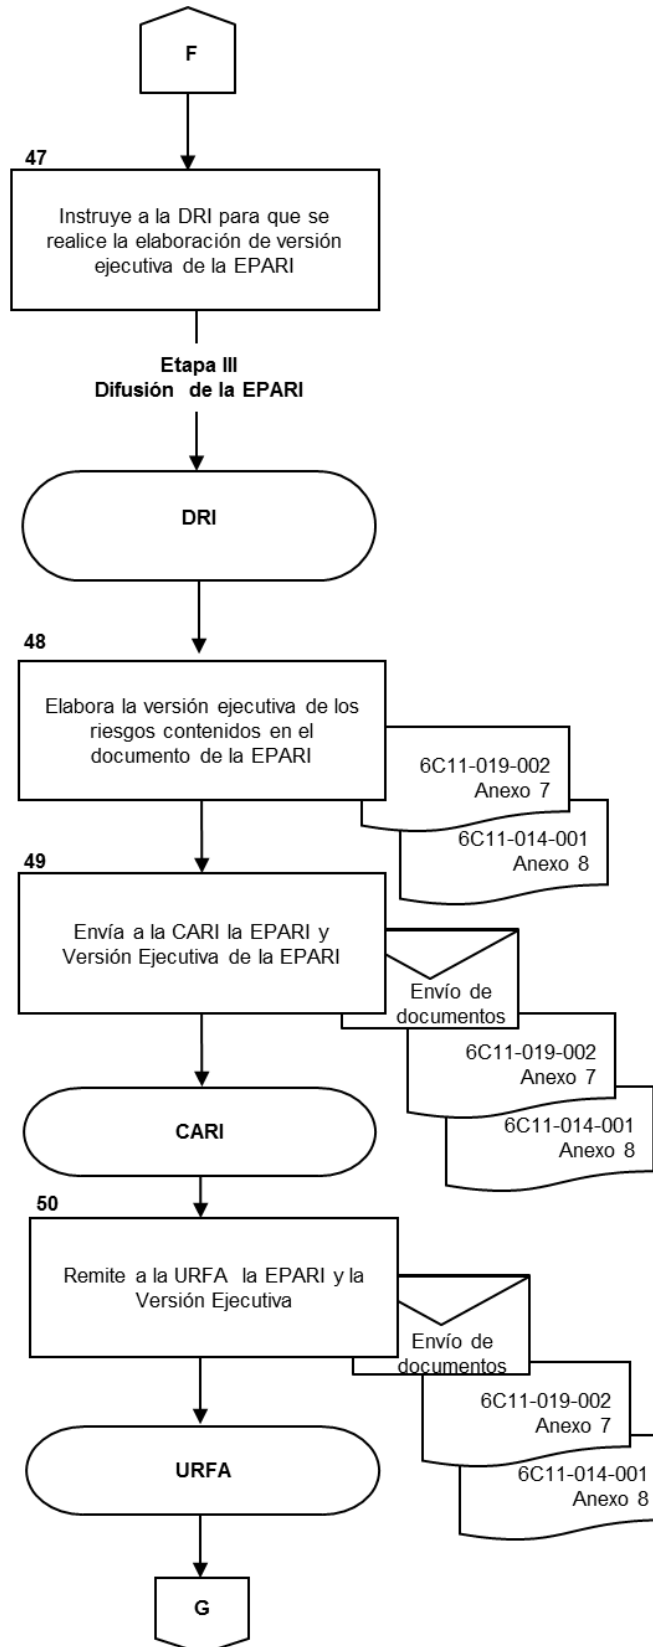 F
47
Instruye a la DRI para que se
realice la elaboración de versión
ejecutiva de la EPARI
Etapa III
Difusión de la EPARI
DRI
48
Elabora la versión ejecutiva de los
riesgos contenidos en el
documento de la EPARI
6C11-019-002
Anexo 7
6C11-014-001
Anexo 8
49
Envía a la CARI la EPARI y
Versión Ejecutiva de la EPARI
Envío de
documentos
6C11-019-002
Anexo 7
6C11-014-001
Anexo 8
CARI
50
Remite a la URFA la EPARI y la
Versión Ejecutiva
Envío de
documentos
6C11-019-002
Anexo 7
6C11-014-001
Anexo 8
URFA
G